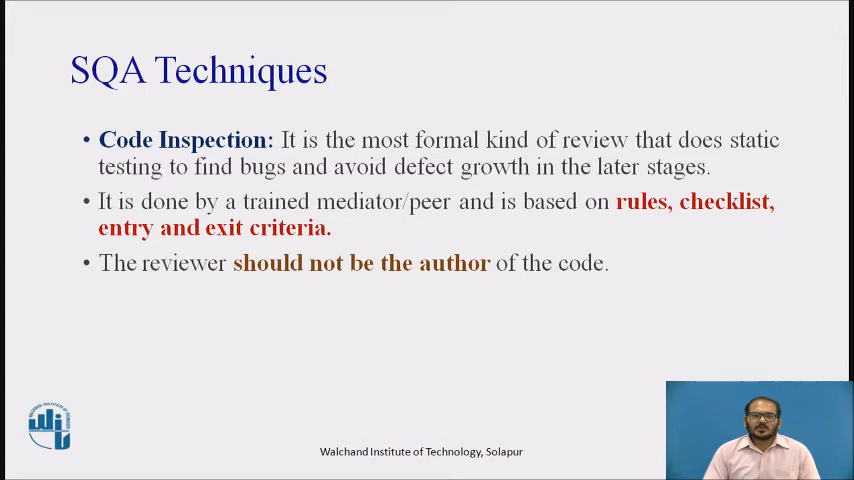 SQA Techniques
• Code Inspection: It is the most formal kind of review that does static
testing to find bugs and avoid defect growth in the later stages.
• It is done by a trained mediator/peer and is based on rules, checklist,
entry and exit criteria.
• The reviewer should not be the author of the code.
Walchand Institute of Technology, Solapur